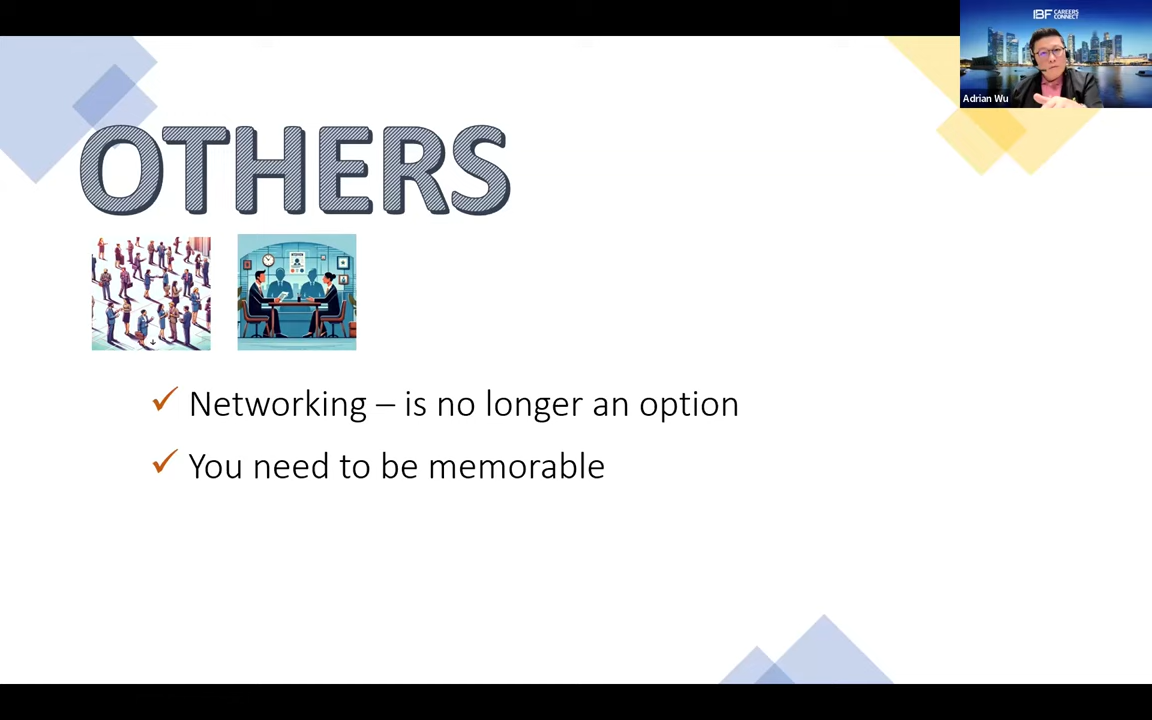 IBF CAREERS
CONNECT
Adrian Wu
OTHERS
Networking – is no longer an option
You need to be memorable